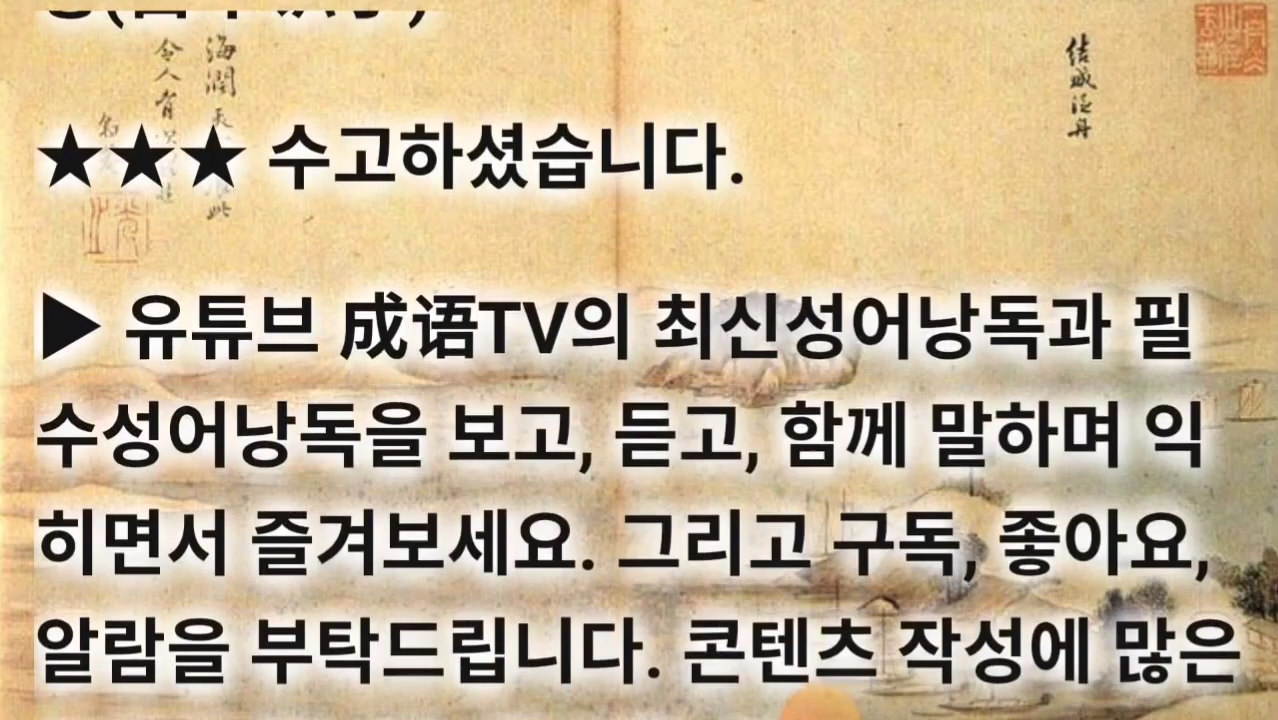 ★★★ 수고하셨습니다.
▶ 유튜브 成语TV의 최신성어낭독과 필
수성어낭독을 보고, 듣고, 함께 말하며 익
히면서 즐겨보세요. 그리고 구독, 좋아요,
알람을 부탁드립니다. 콘텐츠 작성에 많은